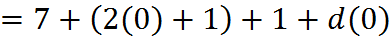 = 7 + (2(0) + 1) + 1 + d(0)